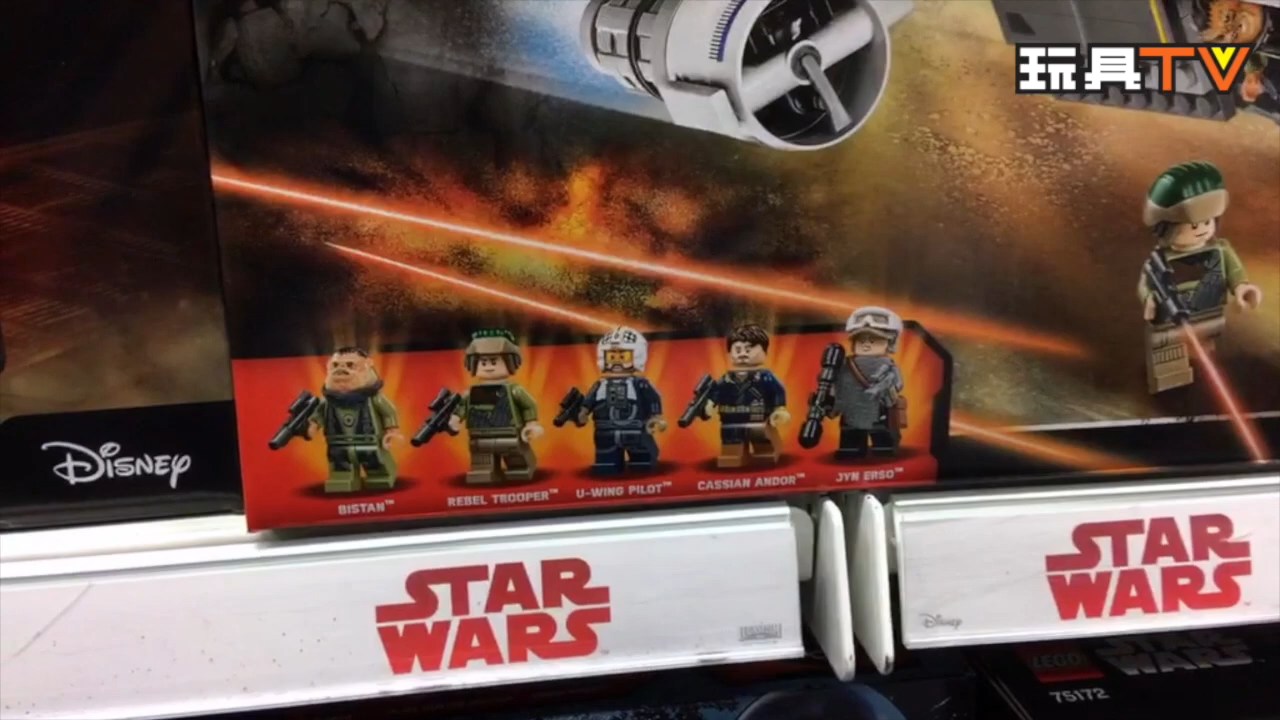 玩具TV
BISTAN™
REBEL TROOPER™
U-WING PILOT™
CASSIAN ANDOR™
JYN ERSO™
Disney
STAR
WARS
STAR
WARS
Disney
LEGO
STAR
WARS
75172